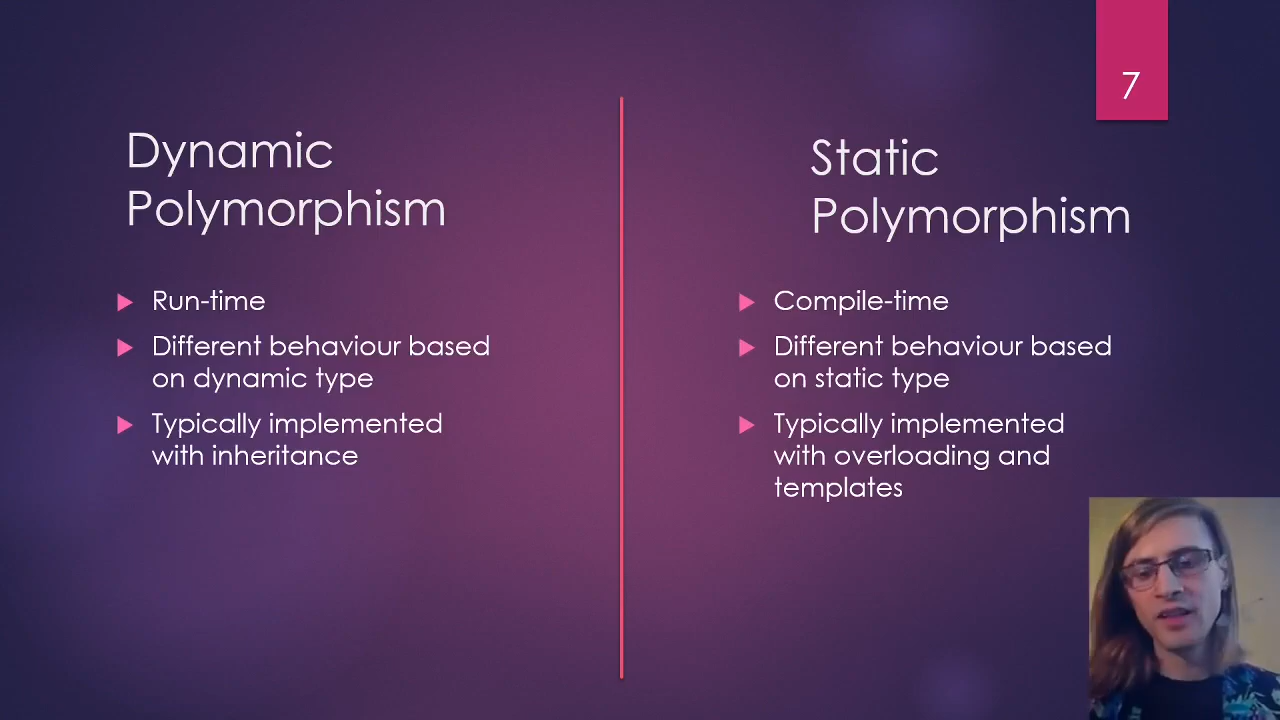 7
Dynamic
Polymorphism
Run-time
Different behaviour based
on dynamic type
Typically implemented
with inheritance
Static
Polymorphism
Compile-time
Different behaviour based
on static type
Typically implemented
with overloading and
templates